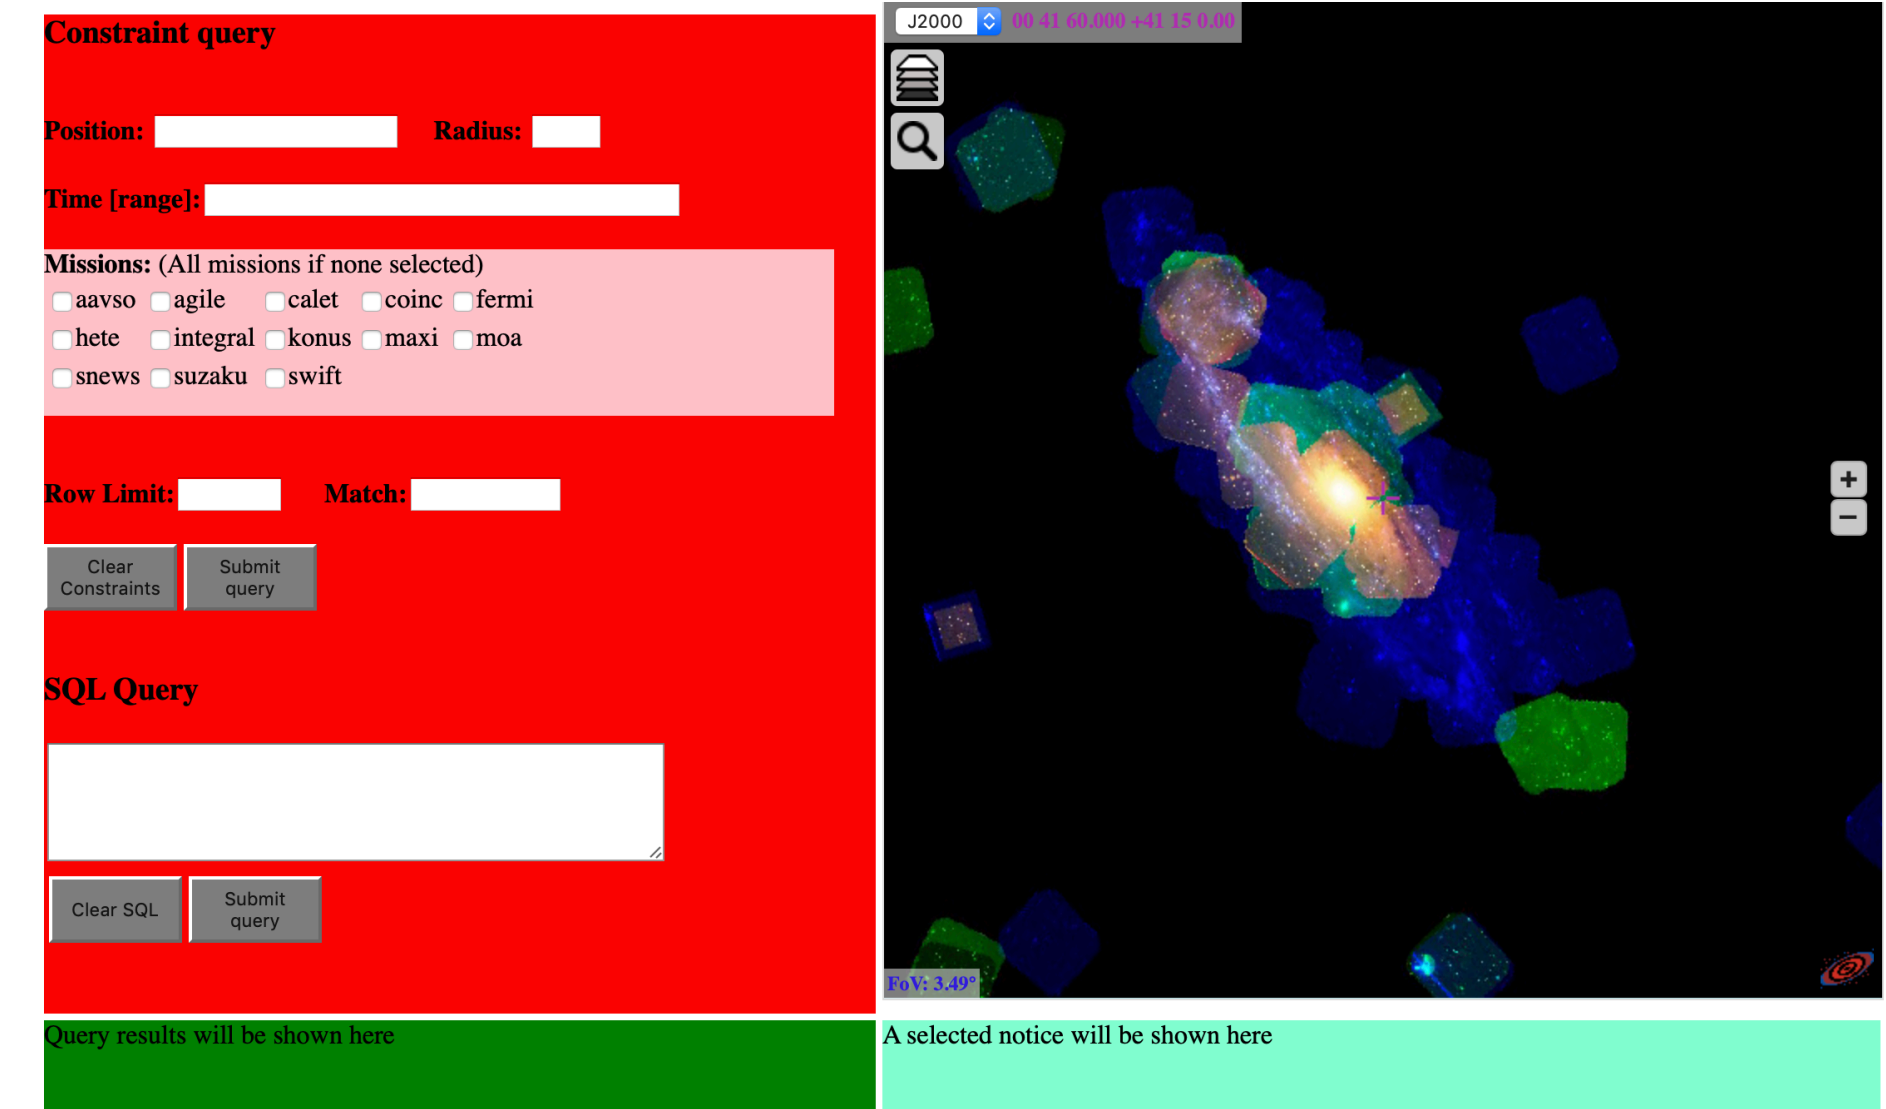 Constraint query
Position:
Radius:
Time [range]:
Missions: (All missions if none selected)
aavso agile calet coinc fermi
hete integral konus maxi moa
snews suzaku swift
Row Limit:
Match:
Clear
Constraints
Submit
query
SQL Query
Clear SQL
Submit
query
Query results will be shown here
J2000
00 41 60.000 +41 15 0.00
+
−
FoV: 3.49°
A selected notice will be shown here